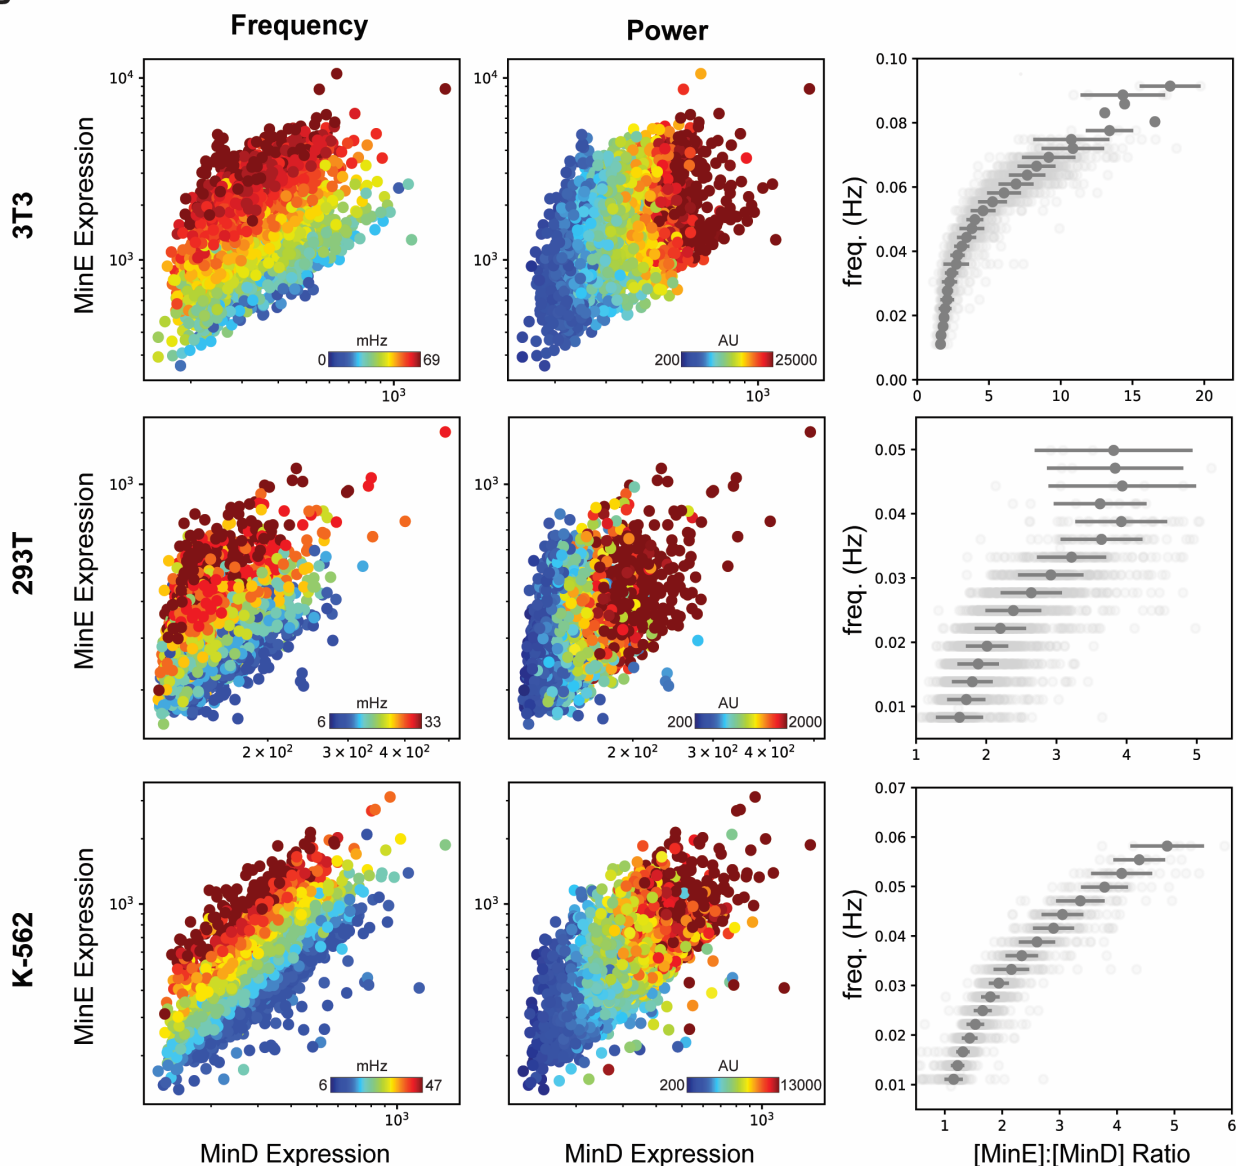 Frequency
Power
3T3
MinE Expression
10⁴
10³
mHz
0 69
10³
10⁴
10³
AU
200 25000
10³
freq. (Hz)
0.10
0.08
0.06
0.04
0.02
0.00
0 5 10 15 20
293T
MinE Expression
10³
mHz
6 33
2 × 10² 3 × 10² 4 × 10²
10³
AU
200 2000
2 × 10² 3 × 10² 4 × 10²
freq. (Hz)
0.05
0.04
0.03
0.02
0.01
1 2 3 4 5
K-562
MinE Expression
10³
mHz
6 47
10³
MinD Expression
10³
AU
200 13000
10³
MinD Expression
freq. (Hz)
0.07
0.06
0.05
0.04
0.03
0.02
0.01
1 2 3 4 5 6
[MinE]:[MinD] Ratio